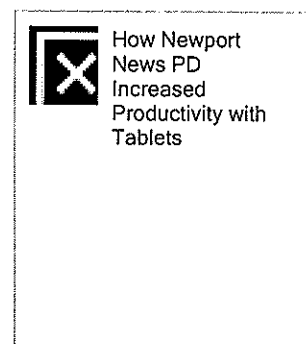 How Newport
News PD
Increased
Productivity with
Tablets